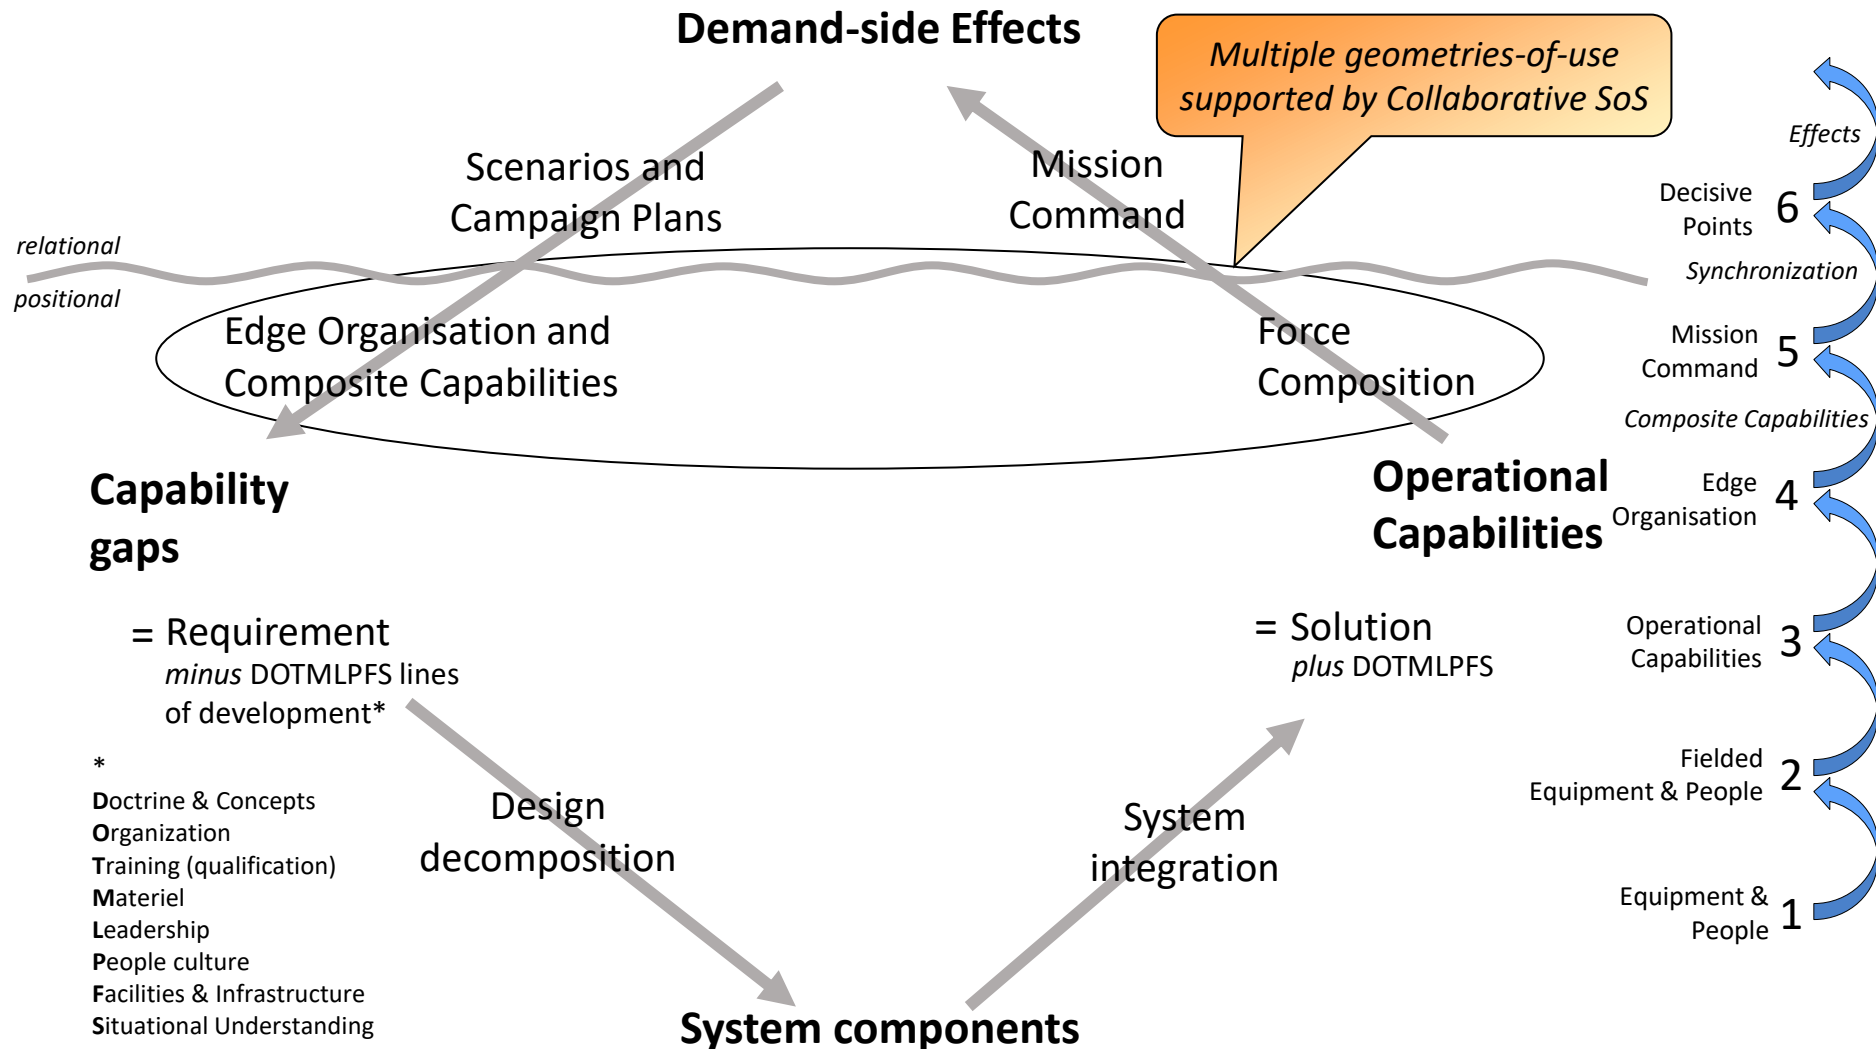 Demand-side Effects
Multiple geometries-of-use
supported by Collaborative SoS
Scenarios and
Campaign Plans
Mission
Command
relational
positional
Edge Organisation and
Composite Capabilities
Force
Composition
Capability
gaps
Operational
Capabilities
= Requirement
minus DOTMLPFS lines
of development*
= Solution
plus DOTMLPFS
*
Doctrine & Concepts
Organization
Training (qualification)
Materiel
Leadership
People culture
Facilities & Infrastructure
Situational Understanding
Design
decomposition
System
integration
System components
Effects
Decisive
Points
6
Synchronization
Mission
Command
5
Composite Capabilities
Edge
Organisation
4
Operational
Capabilities
3
Fielded
Equipment & People
2
Equipment &
People
1